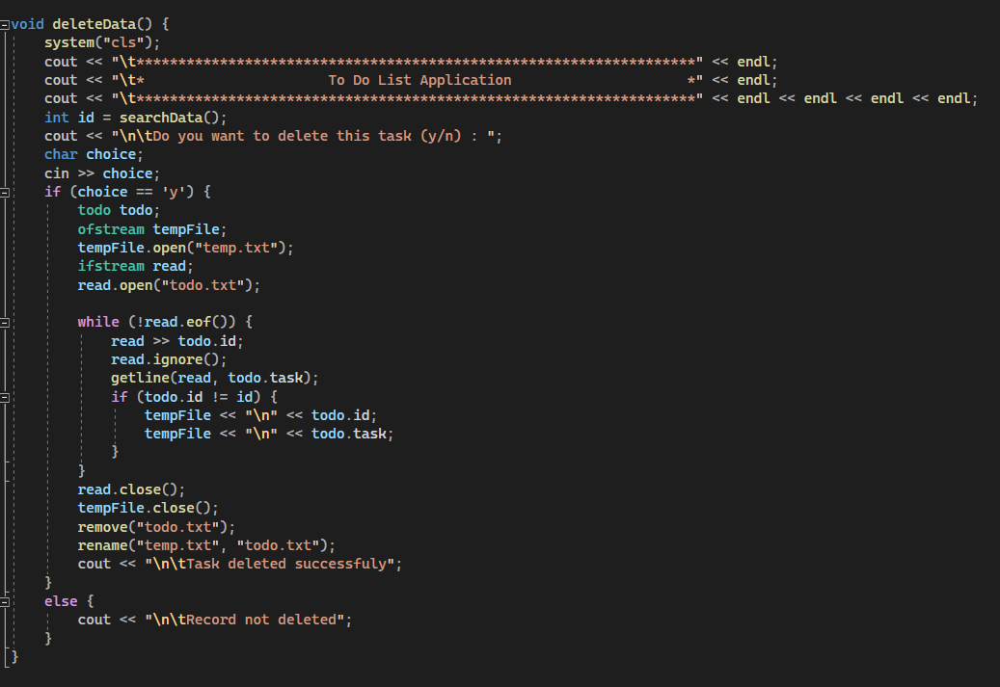 void deleteData() {
    system("cls");
    cout << "\t*******************************************************************" << endl;
    cout << "\t*                      To Do List Application                     *" << endl;
    cout << "\t*******************************************************************" << endl << endl << endl << endl;
    int id = searchData();
    cout << "\n\tDo you want to delete this task (y/n) : ";
    char choice;
    cin >> choice;
    if (choice == 'y') {
        todo todo;
        ofstream tempFile;
        tempFile.open("temp.txt");
        ifstream read;
        read.open("todo.txt");

        while (!read.eof()) {
            read >> todo.id;
            read.ignore();
            getline(read, todo.task);
            if (todo.id != id) {
                tempFile << "\n" << todo.id;
                tempFile << "\n" << todo.task;
            }
        }
        read.close();
        tempFile.close();
        remove("todo.txt");
        rename("temp.txt", "todo.txt");
        cout << "\n\tTask deleted successfuly";
    }
    else {
        cout << "\n\tRecord not deleted";
    }
}